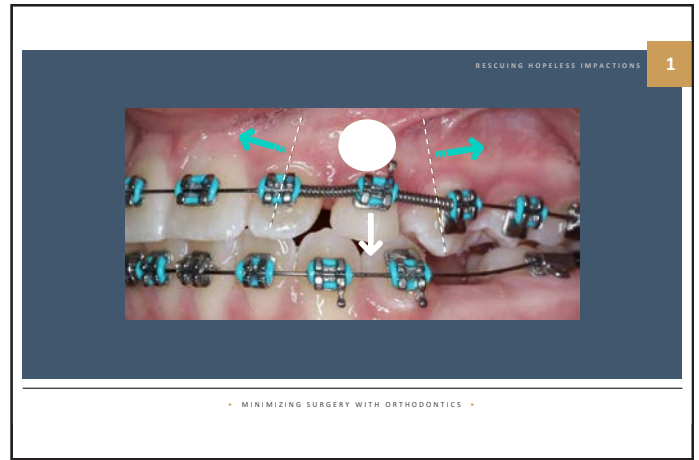 RESCUING HOPELESS IMPACTIONS
1
• MINIMIZING SURGERY WITH ORTHODONTICS •